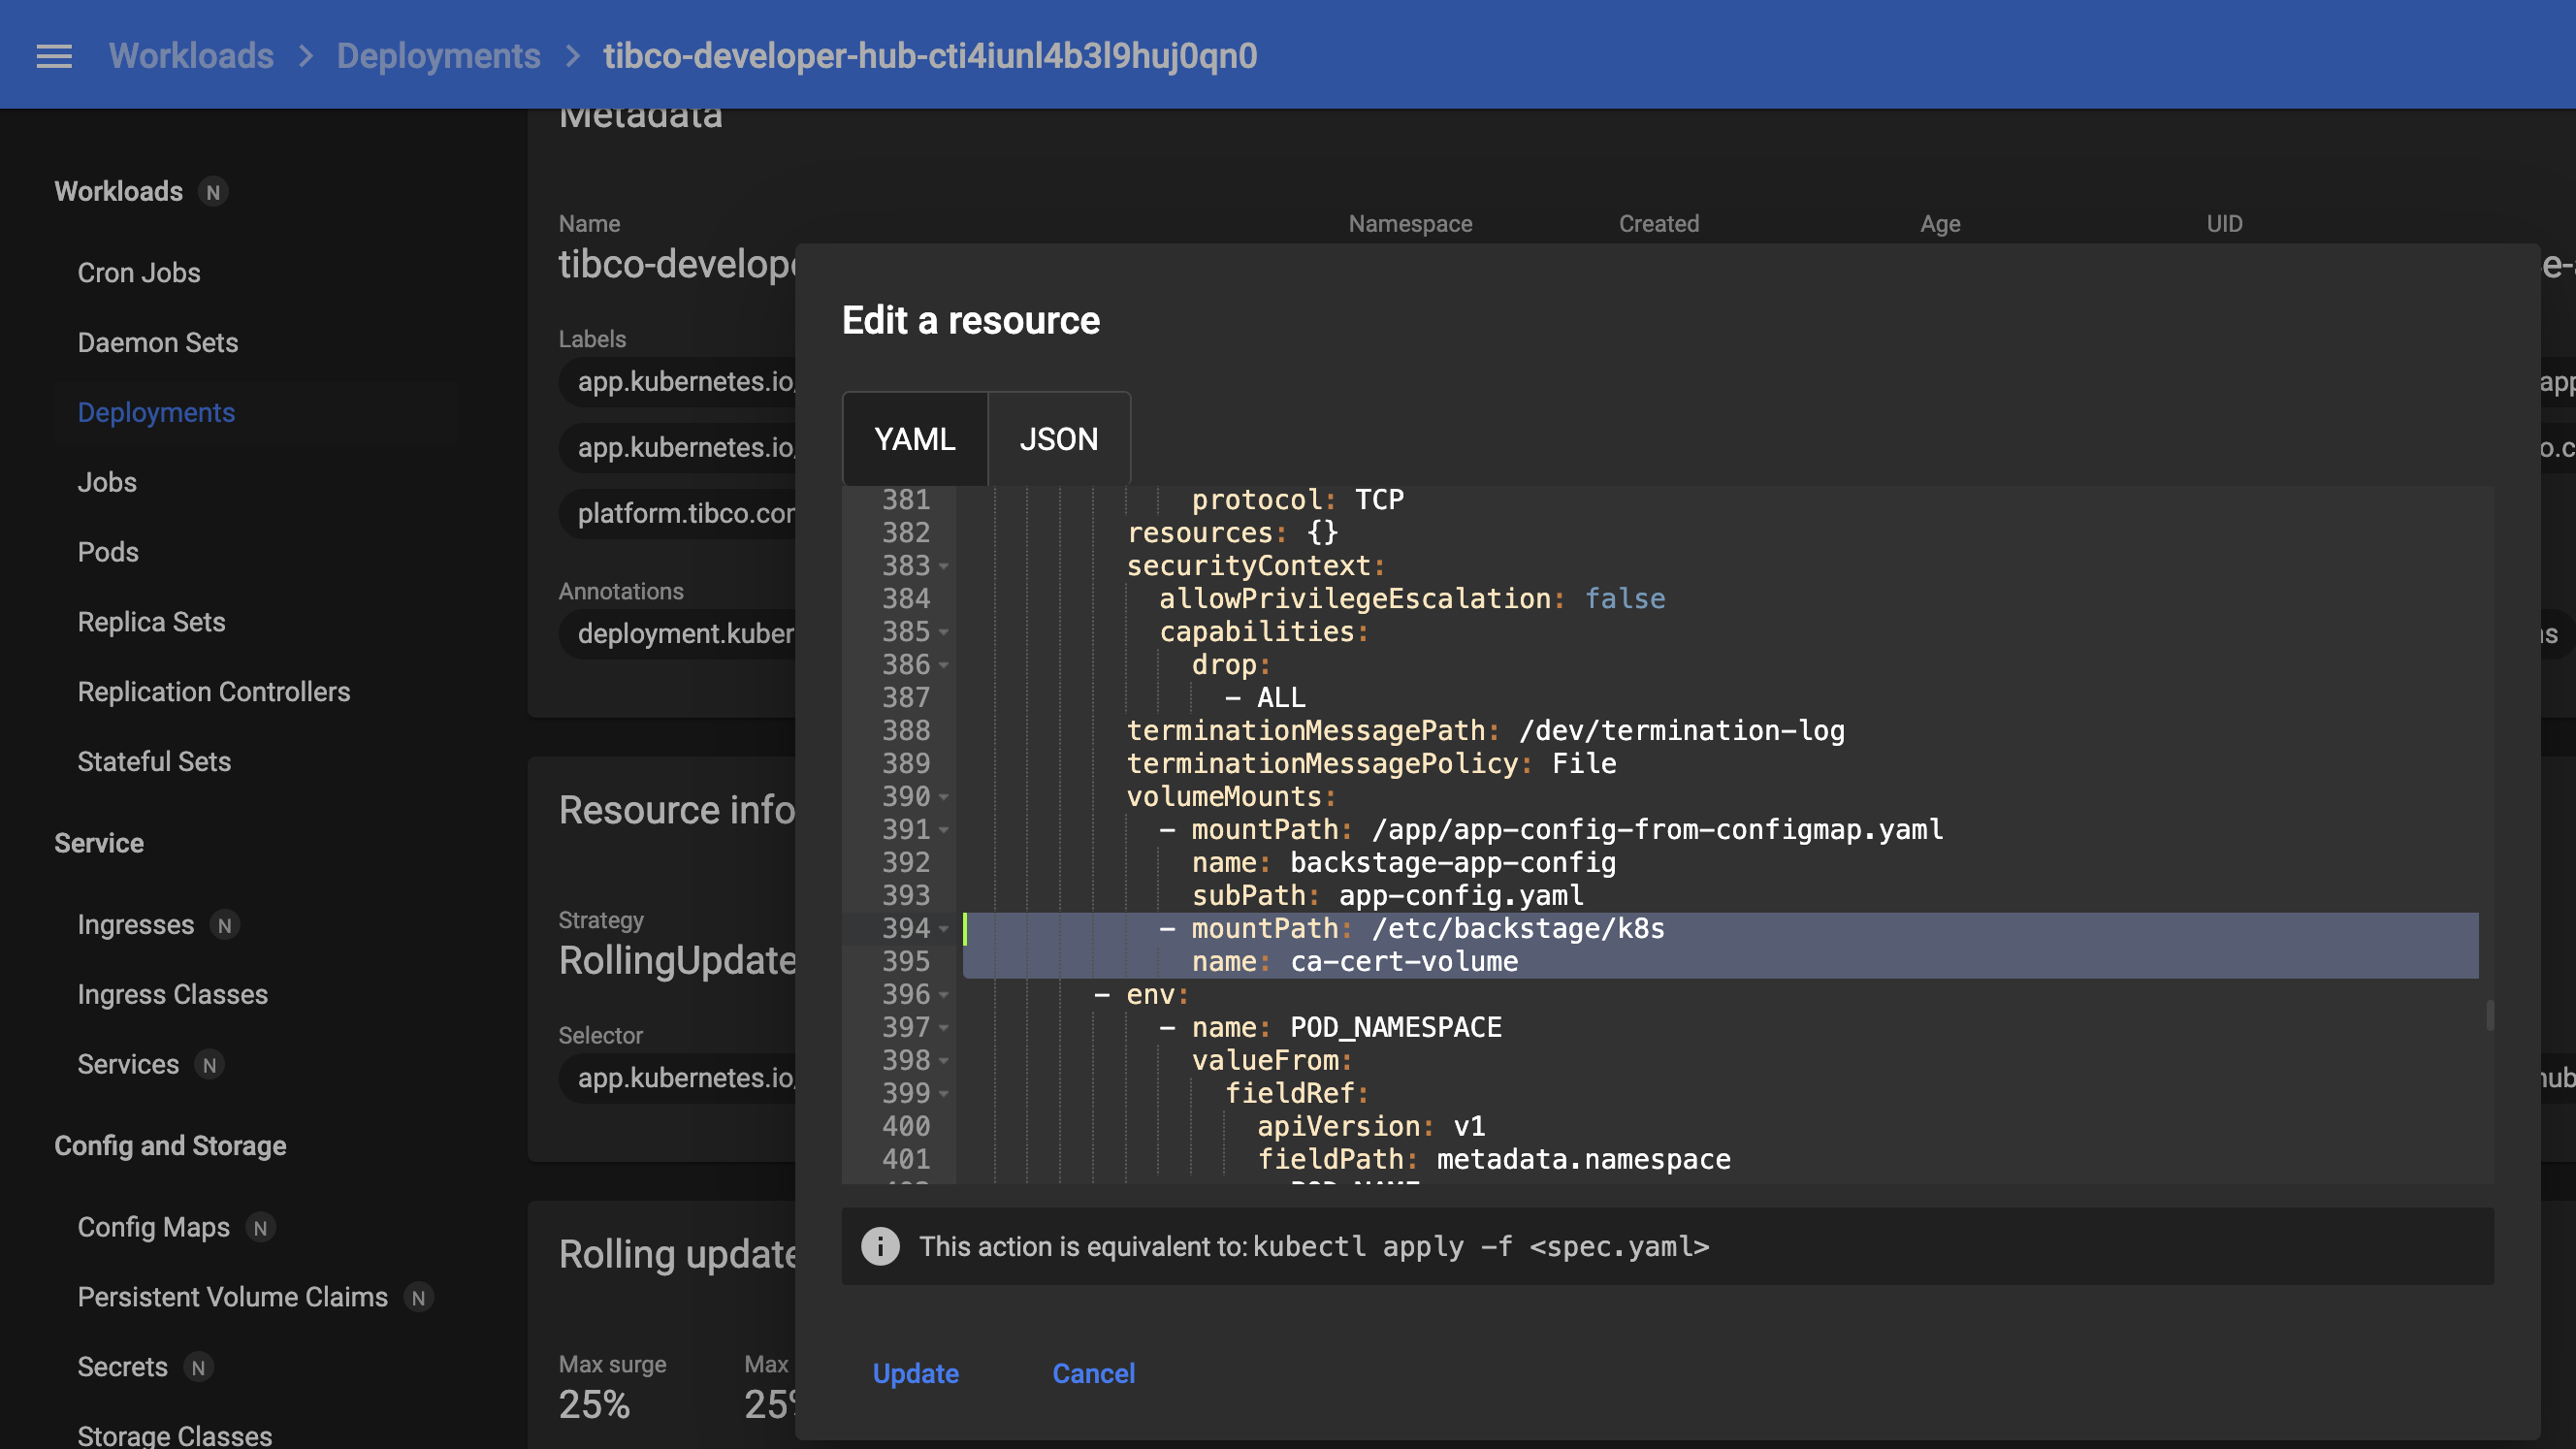 Workloads > Deployments > tibco-developer-hub-cti4iunl4b3l9huj0qn0
Metadata
Workloads N
Cron Jobs
Daemon Sets
Deployments
Jobs
Pods
Replica Sets
Replication Controllers
Stateful Sets
Service
Ingresses N
Ingress Classes
Services N
Config and Storage
Config Maps N
Persistent Volume Claims N
Secrets N
Storage Classes
Name
Namespace
Created
Age
UID
tibco-develope
Labels
app.kubernetes.io/
app.kubernetes.io/
platform.tibco.com
Annotations
deployment.kuber
Resource info
Strategy
RollingUpdate
Selector
app.kubernetes.io/
Rolling update
Max surge
Max
25%
25%
Edit a resource
YAML JSON
381 protocol: TCP
382 resources: {}
383 securityContext:
384 allowPrivilegeEscalation: false
385 capabilities:
386 drop:
387 - ALL
388 terminationMessagePath: /dev/termination-log
389 terminationMessagePolicy: File
390 volumeMounts:
391 - mountPath: /app/app-config-from-configmap.yaml
392 name: backstage-app-config
393 subPath: app-config.yaml
394 - mountPath: /etc/backstage/k8s
395 name: ca-cert-volume
396 - env:
397 - name: POD_NAMESPACE
398 valueFrom:
399 fieldRef:
400 apiVersion: v1
401 fieldPath: metadata.namespace
This action is equivalent to: kubectl apply -f <spec.yaml>
Update Cancel